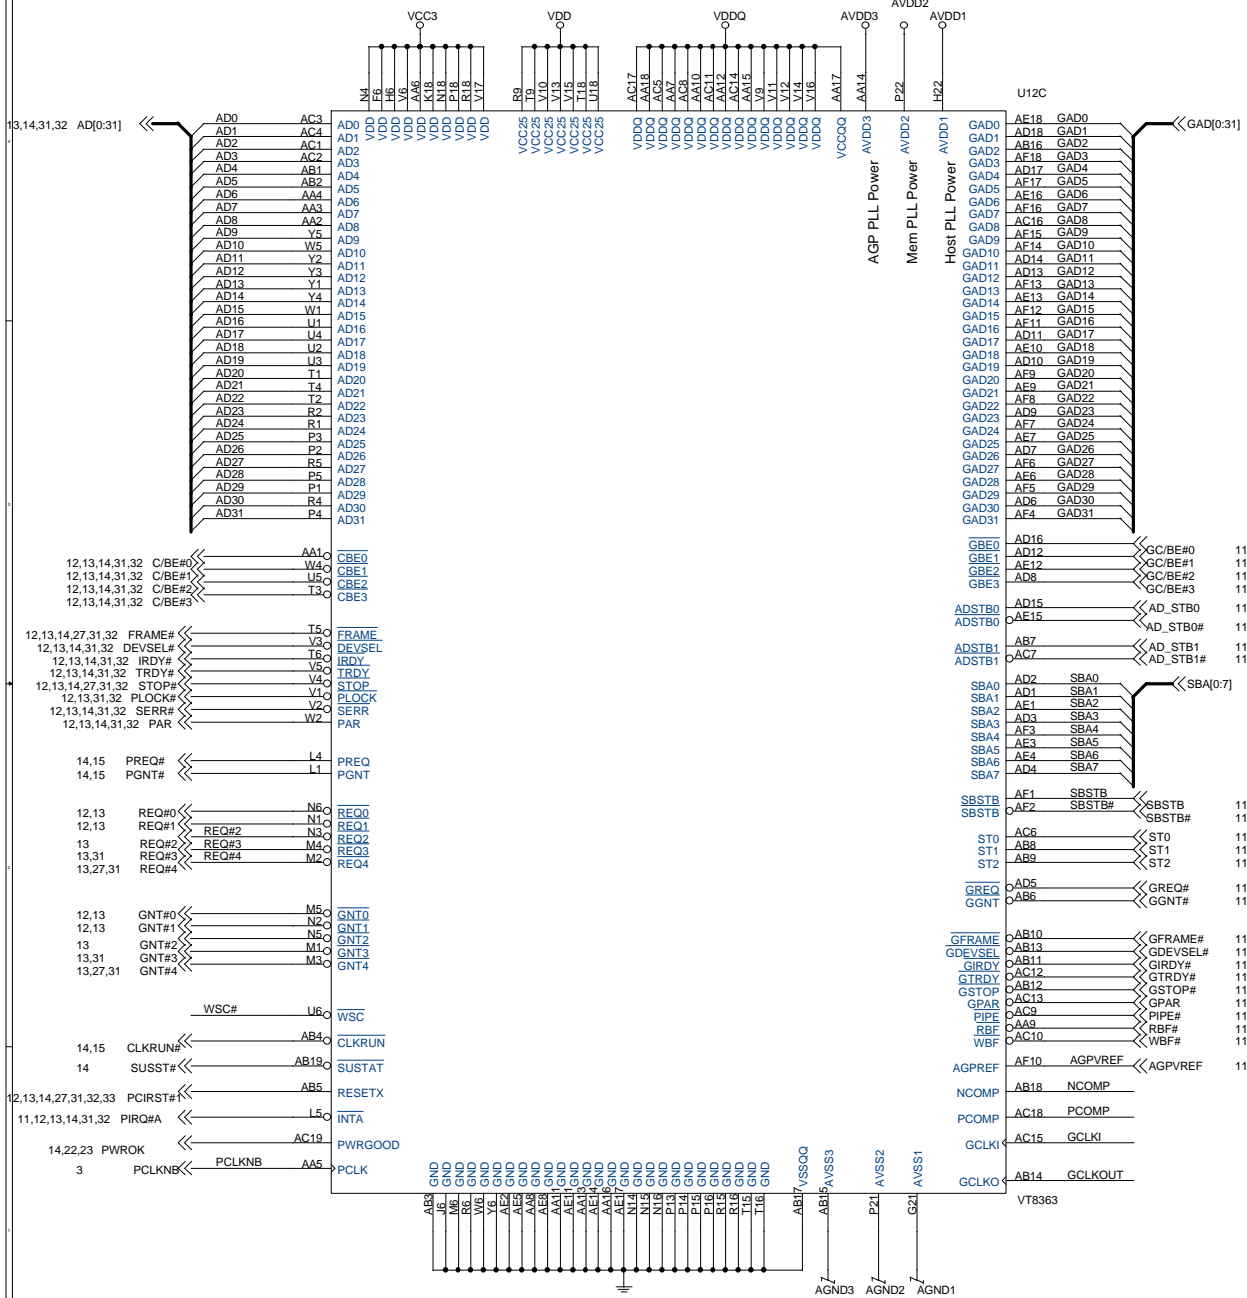 AVDD2
VCC3 VDD VDDQ AVDD3 AVDD1
N4 F6 H6 V6 AA6 K18 N18 P18 R18 V17
R9 T9 V10 V13 V15 T18 U18
AC17 AA18 AC5 AA7 AC8 AA10 AC11 AA12 AC14 AA15 V9 V11 V12 V14 V16 AA17 AA14 P22 H22
U12C
VDD VDD VDD VDD VDD VDD VDD VDD VDD VDD
VCC25 VCC25 VCC25 VCC25 VCC25 VCC25 VCC25
VDDQ VDDQ VDDQ VDDQ VDDQ VDDQ VDDQ VDDQ VDDQ VDDQ VDDQ VDDQ VDDQ VDDQ VDDQ VCCQQ AVDD3 AVDD2 AVDD1
AGP PLL Power
Mem PLL Power
Host PLL Power
13,14,31,32 AD[0:31]
GAD[0:31]
AD0 AC3 AD0 GAD0 AE18 GAD0
AD1 AC4 AD1 GAD1 AD18 GAD1
AD2 AC1 AD2 GAD2 AB16 GAD2
AD3 AC2 AD3 GAD3 AF18 GAD3
AD4 AB1 AD4 GAD4 AD17 GAD4
AD5 AB2 AD5 GAD5 AF17 GAD5
AD6 AA4 AD6 GAD6 AE16 GAD6
AD7 AA3 AD7 GAD7 AF16 GAD7
AD8 AA2 AD8 GAD8 AC16 GAD8
AD9 Y5 AD9 GAD9 AF15 GAD9
AD10 W5 AD10 GAD10 AF14 GAD10
AD11 Y2 AD11 GAD11 AD14 GAD11
AD12 Y3 AD12 GAD12 AD13 GAD12
AD13 Y1 AD13 GAD13 AF13 GAD13
AD14 Y4 AD14 GAD14 AE13 GAD14
AD15 W1 AD15 GAD15 AF12 GAD15
AD16 U1 AD16 GAD16 AF11 GAD16
AD17 U4 AD17 GAD17 AD11 GAD17
AD18 U2 AD18 GAD18 AE10 GAD18
AD19 U3 AD19 GAD19 AD10 GAD19
AD20 T1 AD20 GAD20 AF9 GAD20
AD21 T4 AD21 GAD21 AE9 GAD21
AD22 T2 AD22 GAD22 AF8 GAD22
AD23 R2 AD23 GAD23 AD9 GAD23
AD24 R1 AD24 GAD24 AF7 GAD24
AD25 P3 AD25 GAD25 AE7 GAD25
AD26 P2 AD26 GAD26 AD7 GAD26
AD27 R5 AD27 GAD27 AF6 GAD27
AD28 P5 AD28 GAD28 AE6 GAD28
AD29 P1 AD29 GAD29 AF5 GAD29
AD30 R4 AD30 GAD30 AD6 GAD30
AD31 P4 AD31 GAD31 AF4 GAD31
12,13,14,31,32 C/BE#0 AA1 CBE0 GBE0 AD16 GC/BE#0 11
12,13,14,31,32 C/BE#1 W4 CBE1 GBE1 AD12 GC/BE#1 11
12,13,14,31,32 C/BE#2 U5 CBE2 GBE2 AE12 GC/BE#2 11
12,13,14,31,32 C/BE#3 T3 CBE3 GBE3 AD8 GC/BE#3 11
ADSTB0 AD15 AD_STB0 11
ADSTB0 AE15 AD_STB0# 11
12,13,14,27,31,32 FRAME# T5 FRAME
12,13,14,31,32 DEVSEL# V3 DEVSEL ADSTB1 AB7 AD_STB1 11
12,13,14,31,32 IRDY# T6 IRDY ADSTB1 AC7 AD_STB1# 11
12,13,14,31,32 TRDY# V5 TRDY
12,13,14,27,31,32 STOP# V4 STOP SBA0 AD2 SBA0 SBA[0:7]
12,13,31,32 PLOCK# V1 PLOCK SBA1 AD1 SBA1
12,13,14,31,32 SERR# V2 SERR SBA2 AE1 SBA2
12,13,14,31,32 PAR W2 PAR SBA3 AD3 SBA3
SBA4 AF3 SBA4
SBA5 AE3 SBA5
14,15 PREQ# L4 PREQ SBA6 AE4 SBA6
14,15 PGNT# L1 PGNT SBA7 AD4 SBA7
SBSTB AF1 SBSTB SBSTB 11
12,13 REQ#0 N6 REQ0 SBSTB AF2 SBSTB# SBSTB# 11
12,13 REQ#1 N1 REQ1
13 REQ#2 REQ#2 N3 REQ2 ST0 AC6 ST0 11
13,31 REQ#3 REQ#3 M4 REQ3 ST1 AB8 ST1 11
13,27,31 REQ#4 REQ#4 M2 REQ4 ST2 AB9 ST2 11
GREQ AD5 GREQ# 11
GGNT AB6 GGNT# 11
12,13 GNT#0 M5 GNT0
12,13 GNT#1 N2 GNT1
13 GNT#2 N5 GNT2 GFRAME AB10 GFRAME# 11
13,31 GNT#3 M1 GNT3 GDEVSEL AB13 GDEVSEL# 11
13,27,31 GNT#4 M3 GNT4 GIRDY AB11 GIRDY# 11
GTRDY AC12 GTRDY# 11
GSTOP AB12 GSTOP# 11
GPAR AC13 GPAR 11
WSC# U6 WSC PIPE AC9 PIPE# 11
RBF AA9 RBF# 11
14,15 CLKRUN# AB4 CLKRUN WBF AC10 WBF# 11
14 SUSST# AB19 SUSTAT AGPREF AF10 AGPVREF AGPVREF 11
12,13,14,27,31,32,33 PCIRST#1 AB5 RESETX NCOMP AB18 NCOMP
11,12,13,14,31,32 PIRQ#A L5 INTA PCOMP AC18 PCOMP
14,22,23 PWROK AC19 PWRGOOD GCLKI AC15 GCLKI
3 PCLKNB PCLKNB AA5 PCLK GCLKO AB14 GCLKOUT
VT8363
GND GND GND GND GND GND GND GND GND GND GND GND GND GND GND GND GND GND GND GND GND GND GND GND GND GND GND VSSQQ AVSS3 AVSS2 AVSS1
AB3 J6 M6 R6 W6 Y6 AE2 AE5 AA8 AE8 AA11 AE11 AA13 AE14 AA16 AE17 N14 N15 N16 P13 P14 P15 P16 R15 R16 T15 T16 AB17 AB15 P21 G21
AGND3 AGND2 AGND1